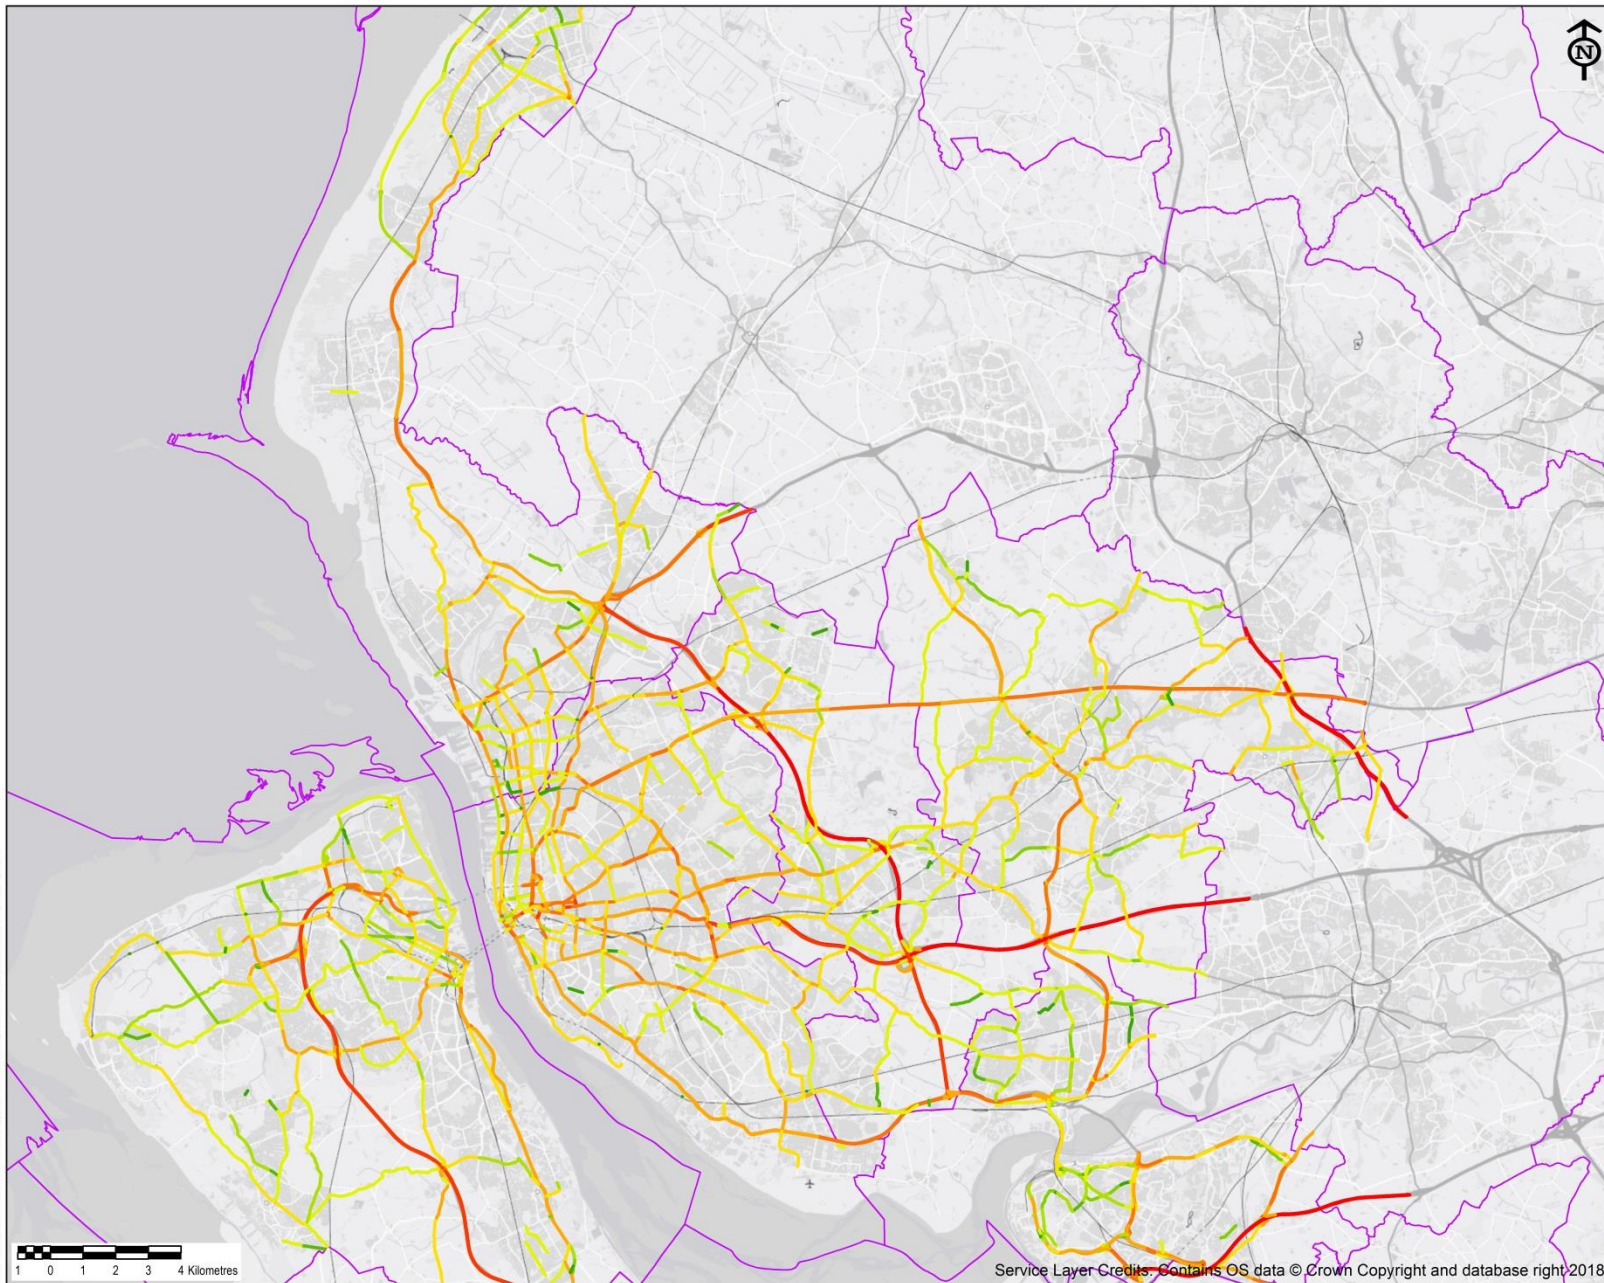 N
1 0 1 2 3 4 Kilometres
Service Layer Credits: Contains OS data © Crown Copyright and database right 2018